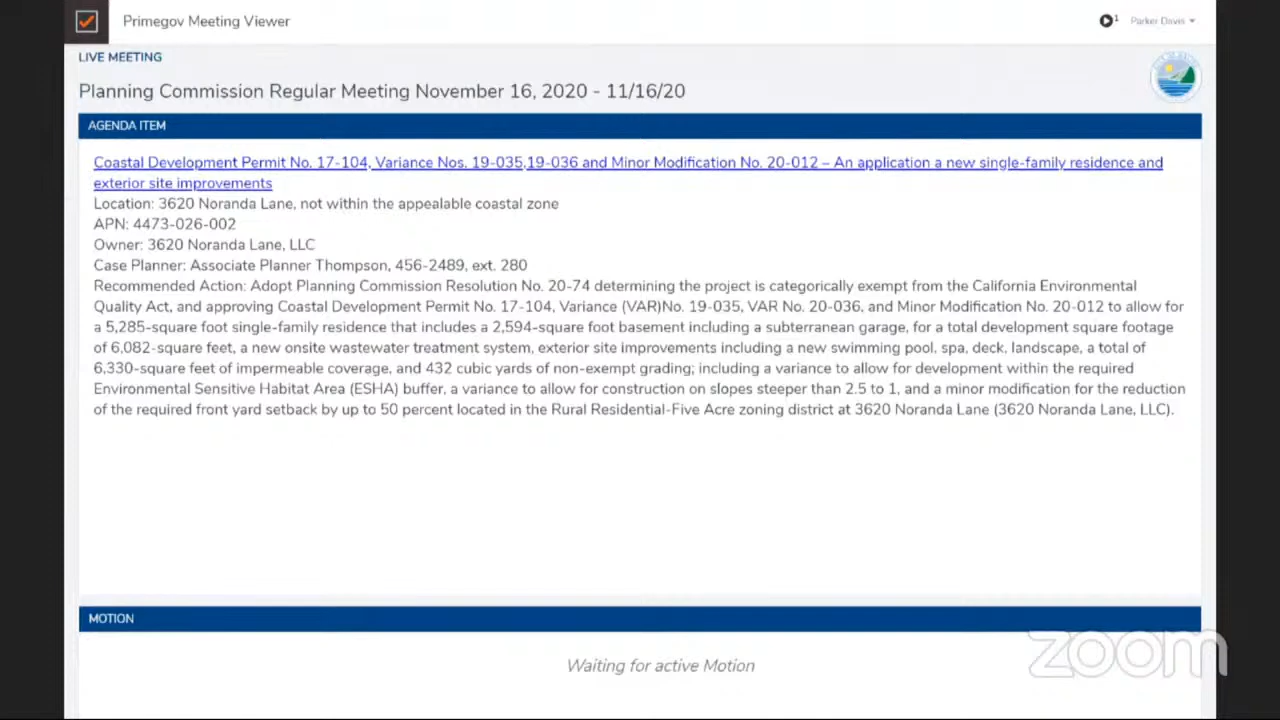 Primegov Meeting Viewer
1 Parker Davis
LIVE MEETING
Planning Commission Regular Meeting November 16, 2020 - 11/16/20
AGENDA ITEM
Coastal Development Permit No. 17-104, Variance Nos. 19-035,19-036 and Minor Modification No. 20-012 – An application a new single-family residence and
exterior site improvements
Location: 3620 Noranda Lane, not within the appealable coastal zone
APN: 4473-026-002
Owner: 3620 Noranda Lane, LLC
Case Planner: Associate Planner Thompson, 456-2489, ext. 280
Recommended Action: Adopt Planning Commission Resolution No. 20-74 determining the project is categorically exempt from the California Environmental
Quality Act, and approving Coastal Development Permit No. 17-104, Variance (VAR)No. 19-035, VAR No. 20-036, and Minor Modification No. 20-012 to allow for
a 5,285-square foot single-family residence that includes a 2,594-square foot basement including a subterranean garage, for a total development square footage
of 6,082-square feet, a new onsite wastewater treatment system, exterior site improvements including a new swimming pool, spa, deck, landscape, a total of
6,330-square feet of impermeable coverage, and 432 cubic yards of non-exempt grading; including a variance to allow for development within the required
Environmental Sensitive Habitat Area (ESHA) buffer, a variance to allow for construction on slopes steeper than 2.5 to 1, and a minor modification for the reduction
of the required front yard setback by up to 50 percent located in the Rural Residential-Five Acre zoning district at 3620 Noranda Lane (3620 Noranda Lane, LLC).
MOTION
Waiting for active Motion
zoom